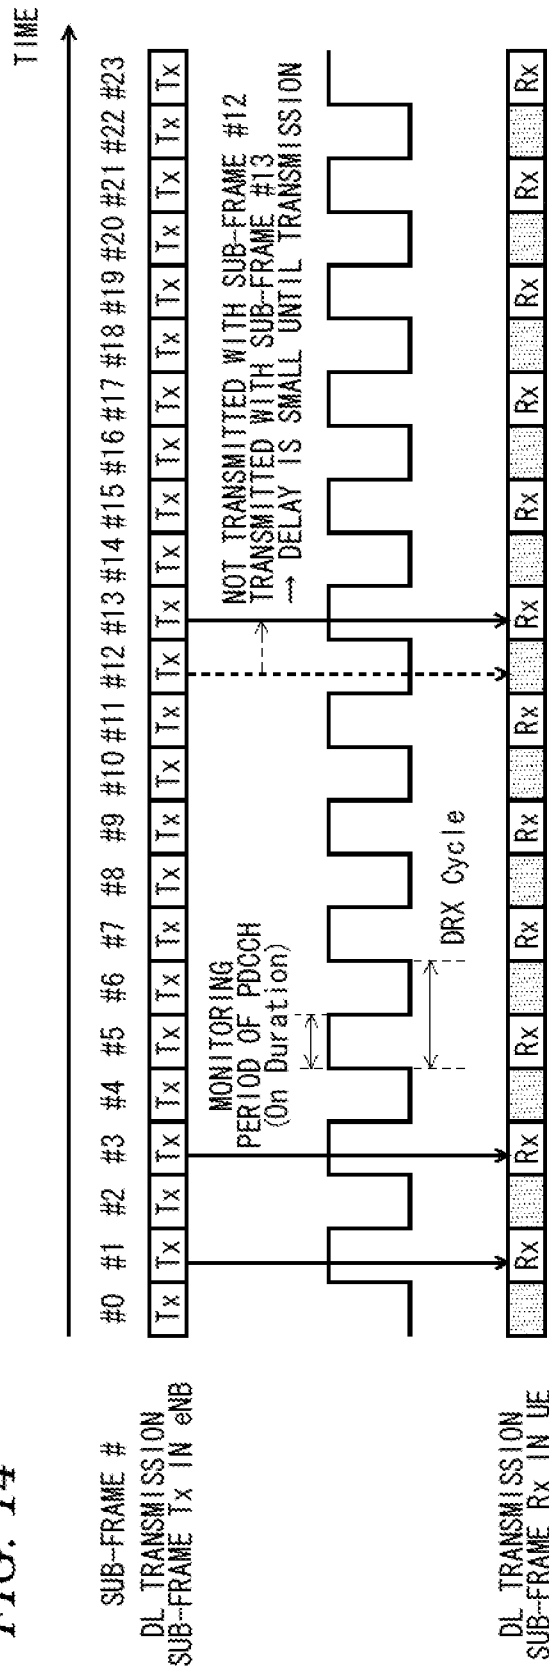 FIG. 14
TIME
SUB-FRAME #
#0 #1 #2 #3 #4 #5 #6 #7 #8 #9 #10 #11 #12 #13 #14 #15 #16 #17 #18 #19 #20 #21 #22 #23
DL TRANSMISSION
SUB-FRAME Tx IN eNB
Tx Tx Tx Tx Tx Tx Tx Tx Tx Tx Tx Tx Tx Tx Tx Tx Tx Tx Tx Tx Tx Tx Tx Tx
MONITORING
PERIOD OF PDCCH
(On Duration)
NOT TRANSMITTED WITH SUB-FRAME #12
TRANSMITTED WITH SUB-FRAME #13
→ DELAY IS SMALL UNTIL TRANSMISSION
DRX Cycle
DL TRANSMISSION
SUB-FRAME Rx IN UE
Rx Rx Rx Rx Rx Rx Rx Rx Rx Rx Rx Rx